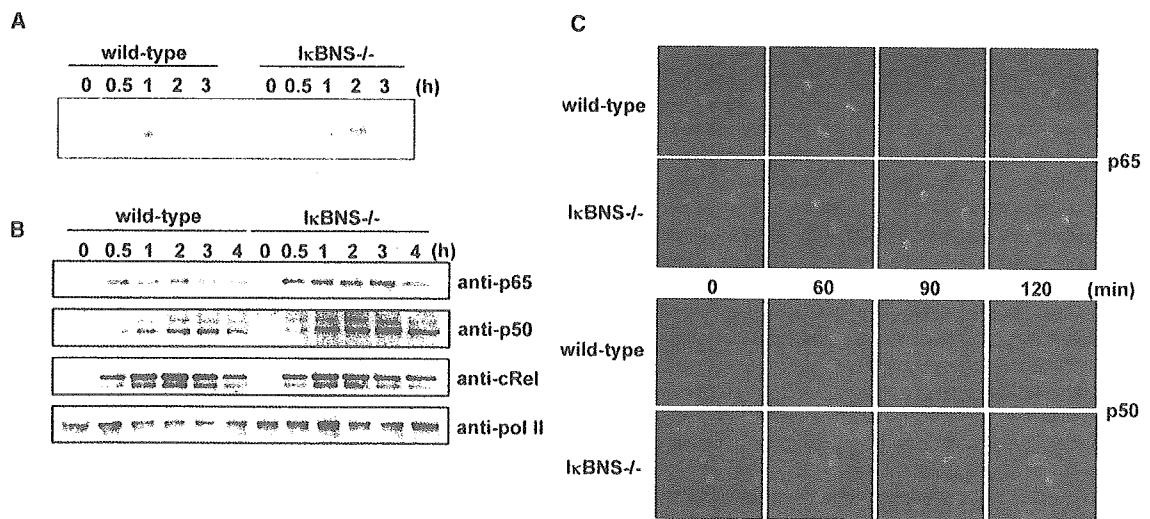 A
wild-type IκBNS-/-
0 0.5 1 2 3 0 0.5 1 2 3 (h)
B
wild-type IκBNS-/-
0 0.5 1 2 3 4 0 0.5 1 2 3 4 (h)
anti-p65
anti-p50
anti-cRel
anti-pol II
C
wild-type
p65
IκBNS-/-
0 60 90 120 (min)
wild-type
p50
IκBNS-/-